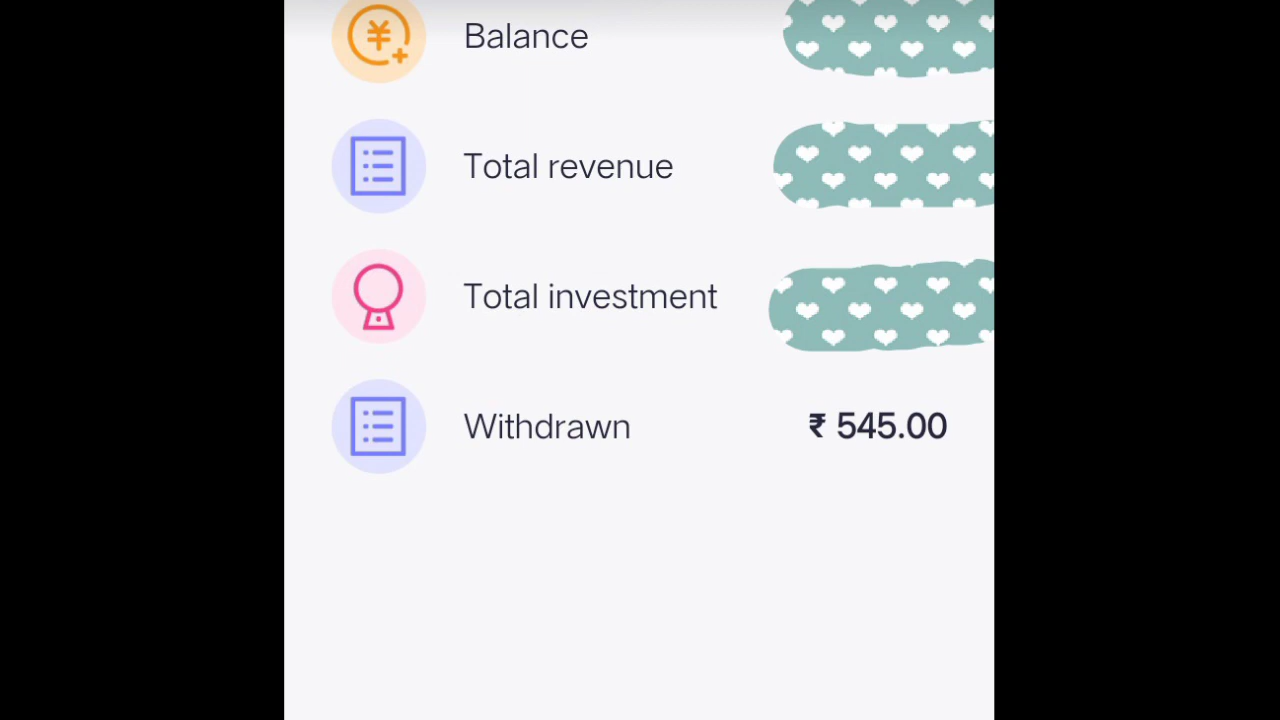 ¥ Balance
Total revenue
Total investment
Withdrawn ₹ 545.00